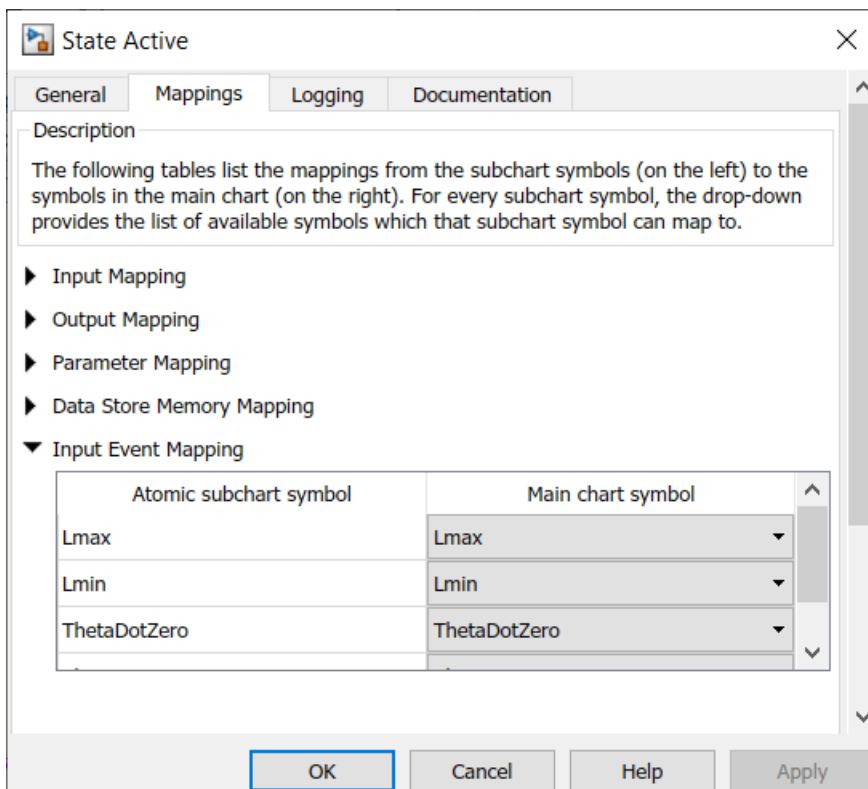 State Active
General Mappings Logging Documentation
Description
The following tables list the mappings from the subchart symbols (on the left) to the
symbols in the main chart (on the right). For every subchart symbol, the drop-down
provides the list of available symbols which that subchart symbol can map to.
Input Mapping
Output Mapping
Parameter Mapping
Data Store Memory Mapping
Input Event Mapping
Atomic subchart symbol Main chart symbol
Lmax Lmax
Lmin Lmin
ThetaDotZero ThetaDotZero
OK Cancel Help Apply